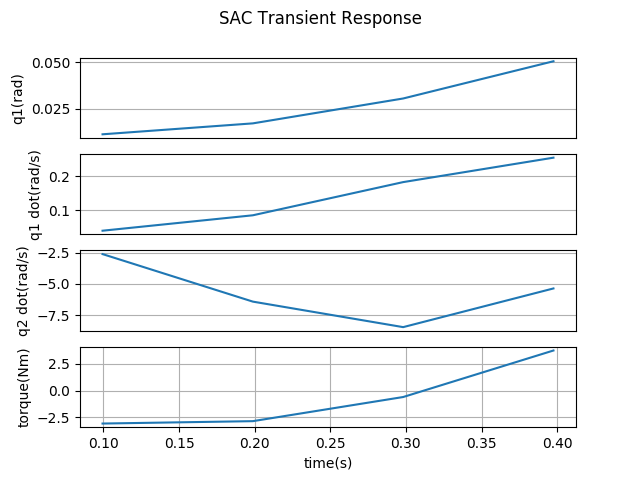 SAC Transient Response
0.050
0.025
q1(rad)
0.2
0.1
q1 dot(rad/s)
−2.5
−5.0
−7.5
q2 dot(rad/s)
2.5
0.0
−2.5
torque(Nm)
0.10 0.15 0.20 0.25 0.30 0.35 0.40
time(s)